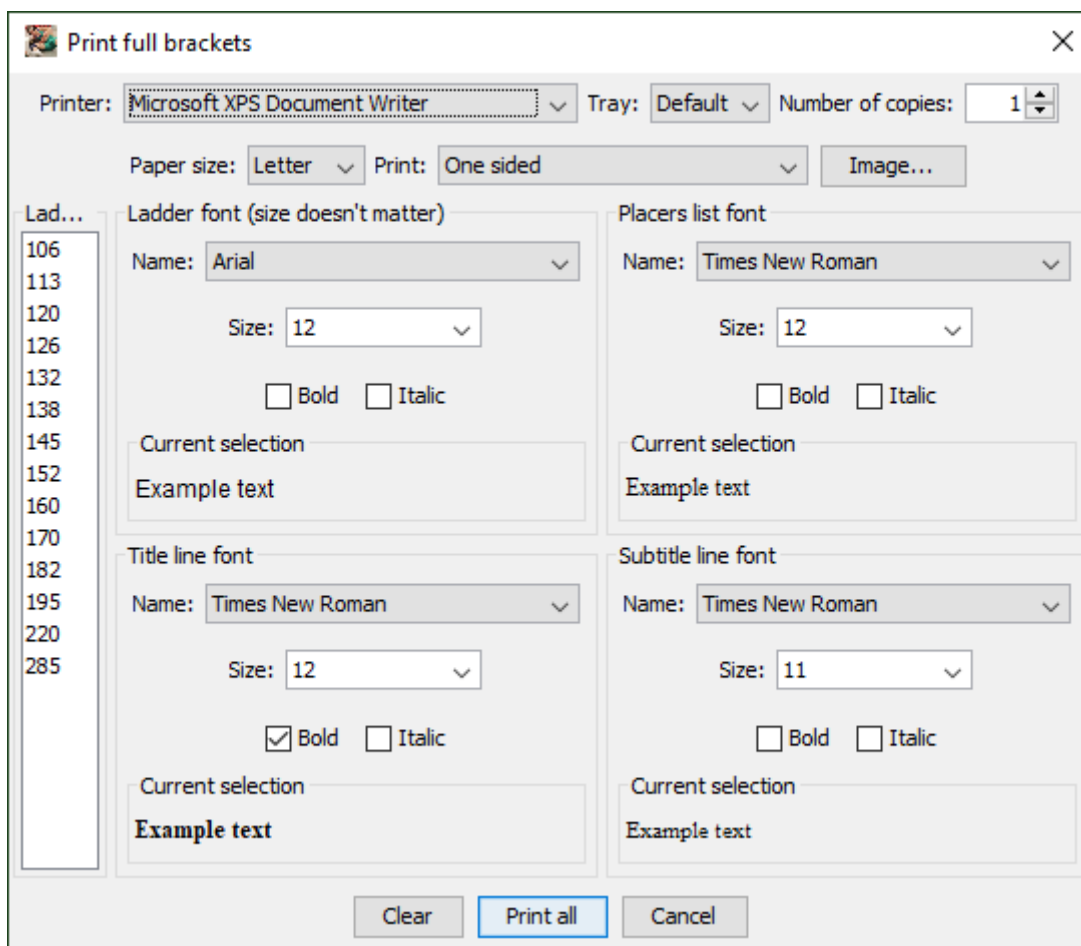 Print full brackets
Printer: Microsoft XPS Document Writer Tray: Default Number of copies: 1
Paper size: Letter Print: One sided Image...
Lad...
106
113
120
126
132
138
145
152
160
170
182
195
220
285
Ladder font (size doesn't matter)
Name: Arial
Size: 12
Bold Italic
Current selection
Example text
Placers list font
Name: Times New Roman
Size: 12
Bold Italic
Current selection
Example text
Title line font
Name: Times New Roman
Size: 12
Bold Italic
Current selection
Example text
Subtitle line font
Name: Times New Roman
Size: 11
Bold Italic
Current selection
Example text
Clear Print all Cancel